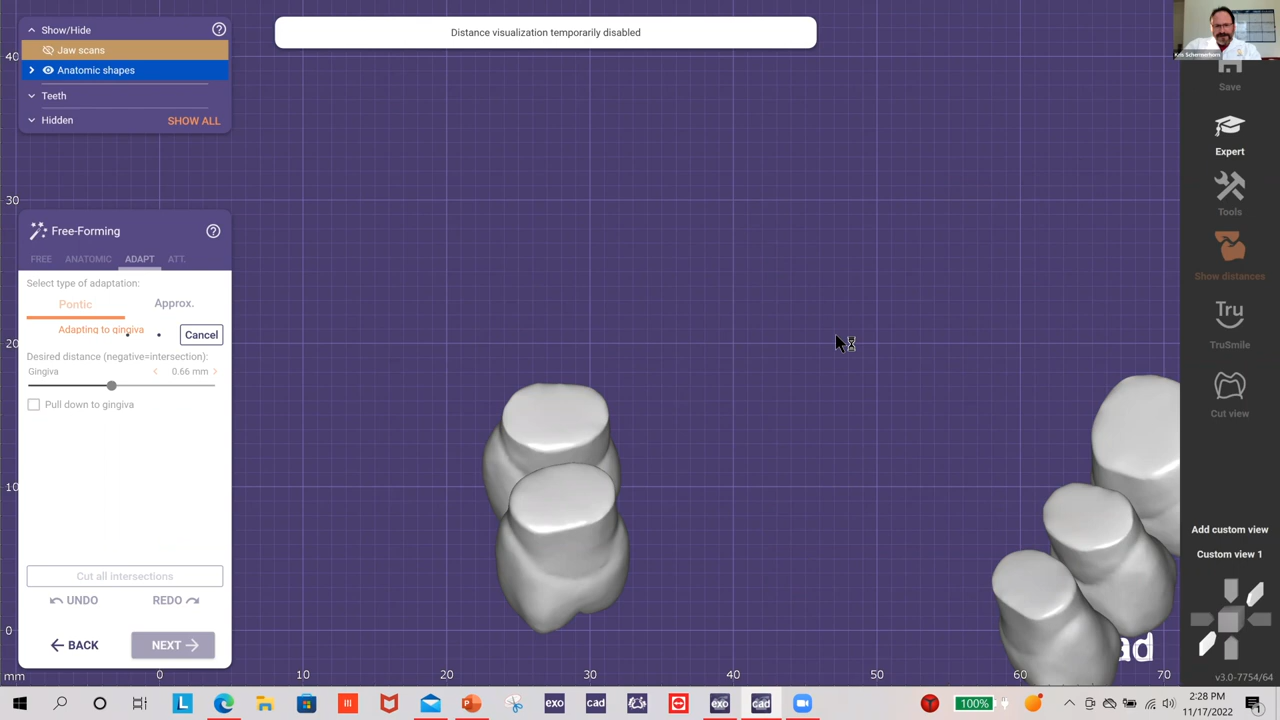 Show/Hide
Jaw scans
Anatomic shapes
Teeth
Hidden SHOW ALL
Distance visualization temporarily disabled
Kris Schermerhorn
Save
Expert
Tools
Show distances
Tru
TruSmile
Cut view
Add custom view
Custom view 1
v3.0-7754/64
Free-Forming
FREE ANATOMIC ADAPT ATT.
Select type of adaptation:
Pontic Approx.
Adapting to gingiva Cancel
Desired distance (negative=intersection):
Gingiva 0.66 mm
Pull down to gingiva
Cut all intersections
UNDO REDO
BACK NEXT
40
30
20
10
0
mm 0 10 20 30 40 50 60 70
ad
L exo cad exo cad
100%
2:28 PM
11/17/2022